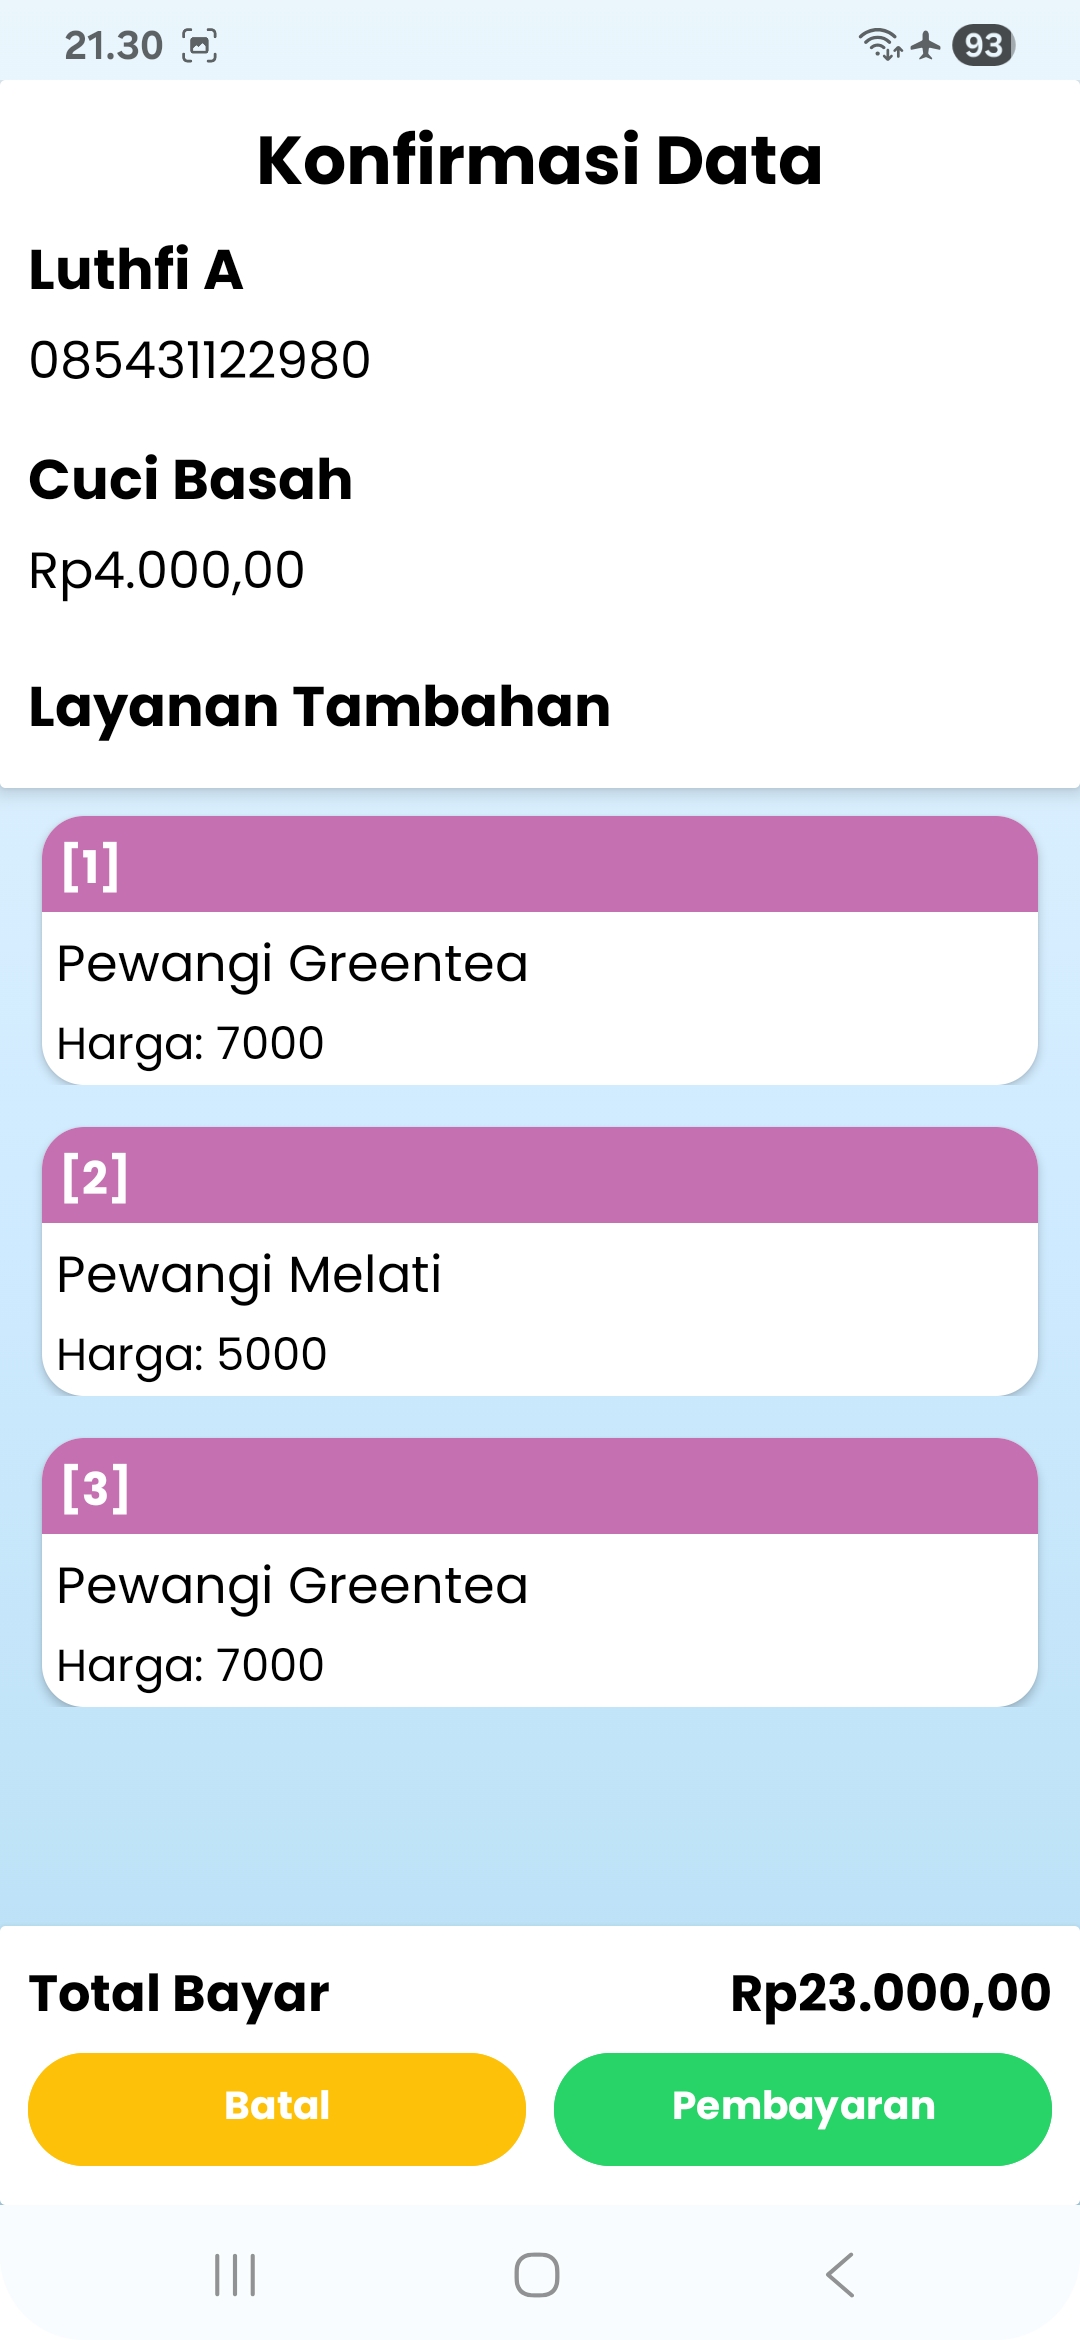 21.30
93
Konfirmasi Data
Luthfi A
085431122980
Cuci Basah
Rp4.000,00
Layanan Tambahan
[1]
Pewangi Greentea
Harga: 7000
[2]
Pewangi Melati
Harga: 5000
[3]
Pewangi Greentea
Harga: 7000
Total Bayar Rp23.000,00
Batal Pembayaran